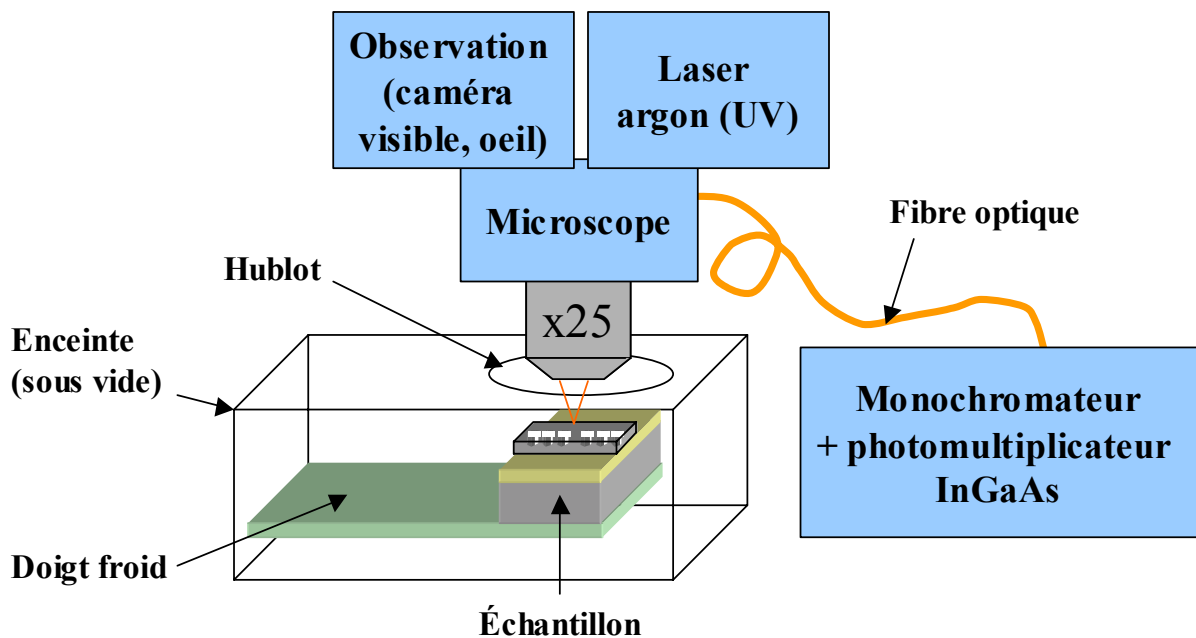 Observation
(caméra
visible, oeil)
Laser
argon (UV)
Microscope
Fibre optique
Hublot
x25
Enceinte
(sous vide)
Monochromateur
+ photomultiplicateur
InGaAs
Doigt froid
Échantillon